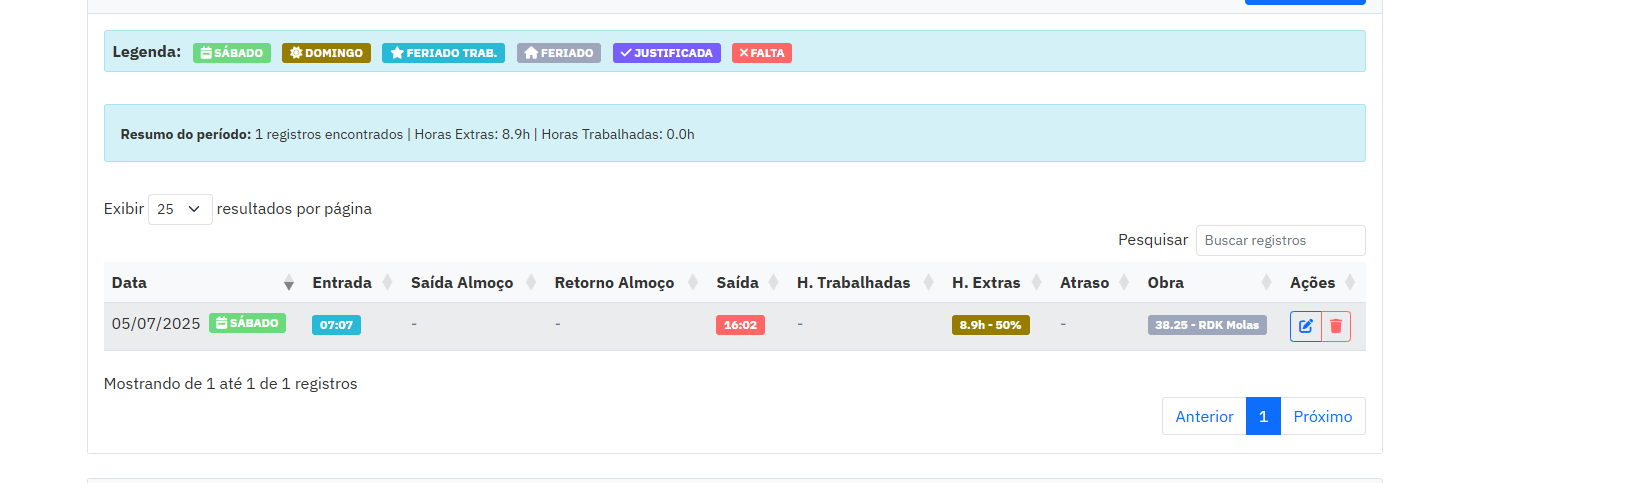 Legenda: SÁBADO DOMINGO FERIADO TRAB. FERIADO JUSTIFICADA FALTA
Resumo do período: 1 registros encontrados | Horas Extras: 8.9h | Horas Trabalhadas: 0.0h
Exibir 25 resultados por página
Pesquisar Buscar registros
Data Entrada Saída Almoço Retorno Almoço Saída H. Trabalhadas H. Extras Atraso Obra Ações
05/07/2025 SÁBADO 07:07 - - 16:02 - 8.9h - 50% - 38.25 - RDK Molas
Mostrando de 1 até 1 de 1 registros
Anterior 1 Próximo